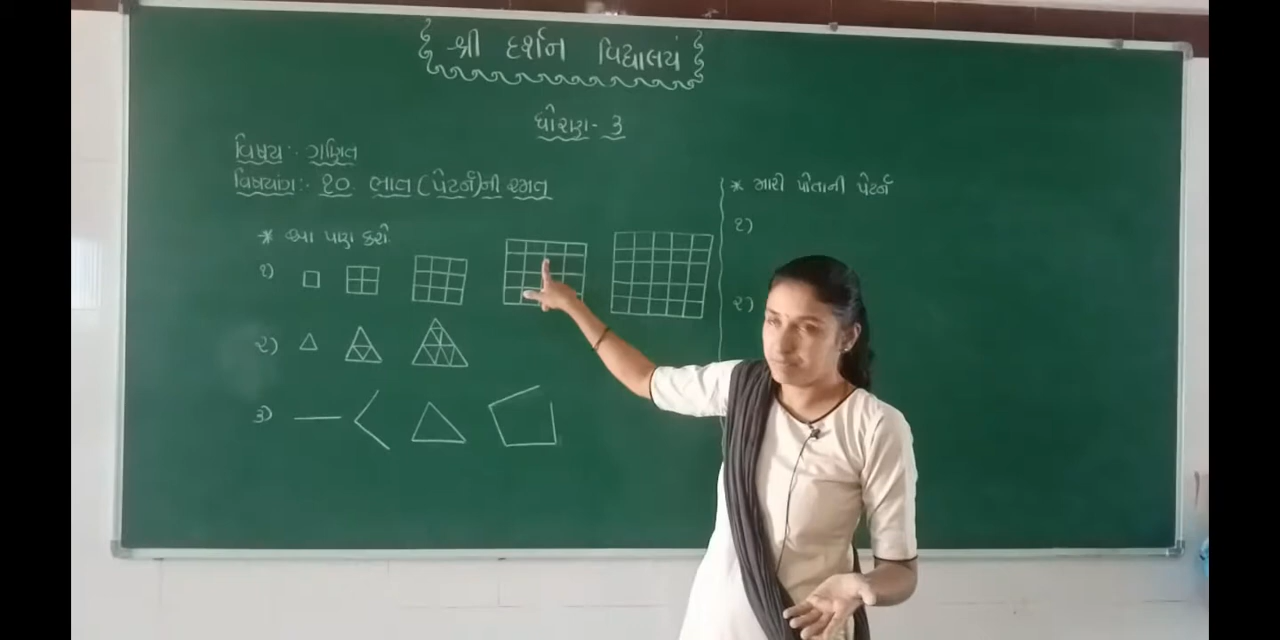 શ્રી દર્શન વિદ્યાલયં
ધોરણ - ૩
વિષય :- ગણિત
વિષયાંગ :- ૧૦. ભાત (પેટર્ન) ની રમત
* આ પણ કરો
૧)
૨)
૩)
* મારી પોતાની પેટર્ન
૧)
૨)